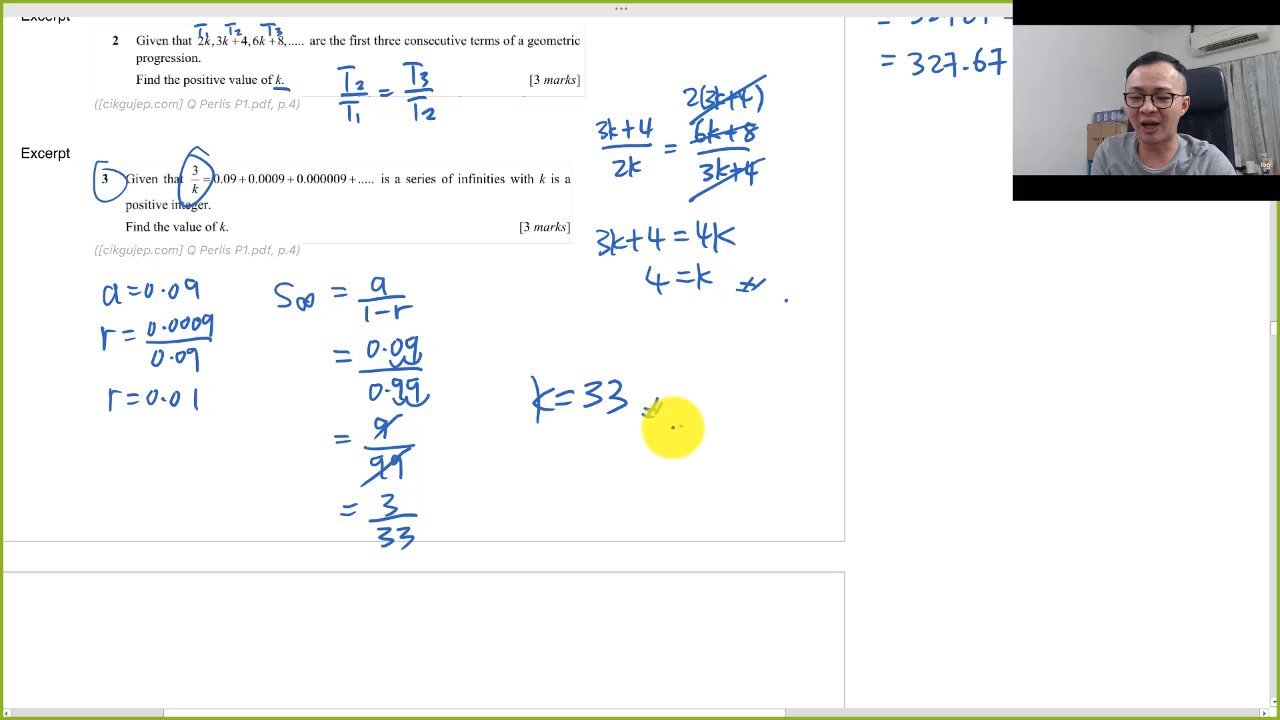 Excerpt
T1 T2 T3
2 Given that 2k, 3k + 4, 6k + 8, ..... are the first three consecutive terms of a geometric
progression.
Find the positive value of k. [3 marks]
([cikgujep.com] Q Perlis P1.pdf, p.4)
T2/T1 = T3/T2
2(3k+4)
(3k+4)/2k = (6k+8)/(3k+4)
3k+4 = 4k
4 = k
= 327.67
Excerpt
3 Given that 3/k = 0.09 + 0.0009 + 0.000009 + ..... is a series of infinities with k is a
positive integer.
Find the value of k. [3 marks]
([cikgujep.com] Q Perlis P1.pdf, p.4)
a = 0.09
r = 0.0009/0.09
r = 0.01
S∞ = a/(1-r)
= 0.09/0.99
= 9/99
= 3/33
k = 33